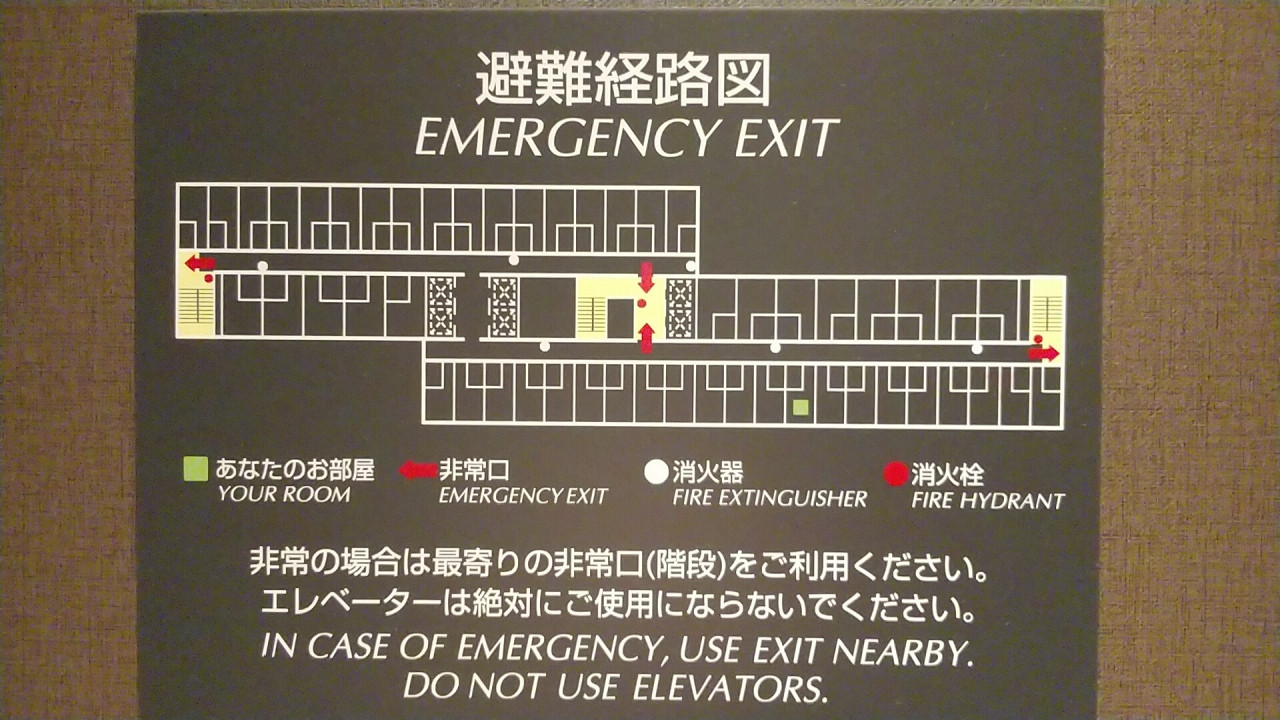 避難経路図
EMERGENCY EXIT
あなたのお部屋
YOUR ROOM
非常口
EMERGENCY EXIT
消火器
FIRE EXTINGUISHER
消火栓
FIRE HYDRANT
非常の場合は最寄りの非常口(階段)をご利用ください。
エレベーターは絶対にご使用にならないでください。
IN CASE OF EMERGENCY, USE EXIT NEARBY.
DO NOT USE ELEVATORS.